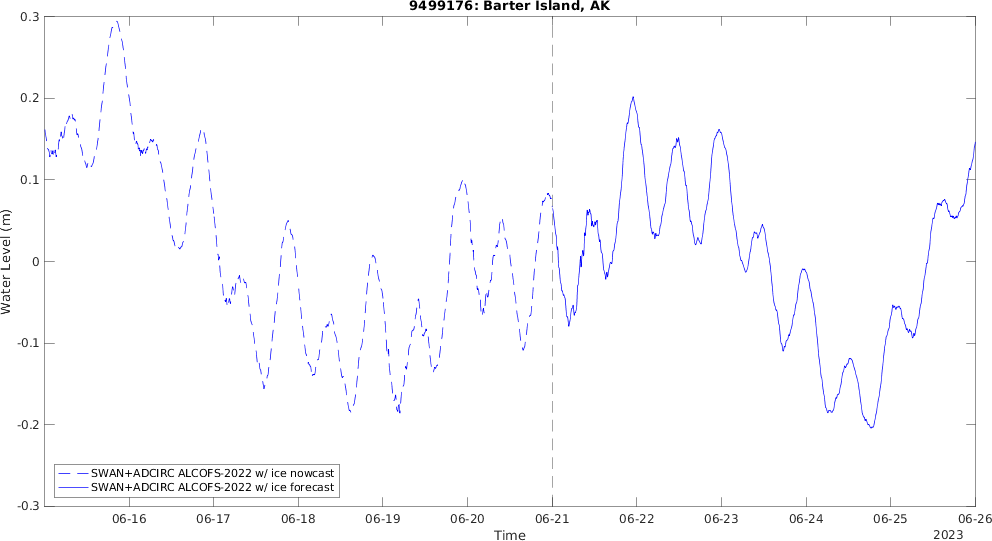 9499176: Barter Island, AK
0.3
0.2
0.1
0
-0.1
-0.2
-0.3
Water Level (m)
SWAN+ADCIRC ALCOFS-2022 w/ ice nowcast
SWAN+ADCIRC ALCOFS-2022 w/ ice forecast
06-16 06-17 06-18 06-19 06-20 06-21 06-22 06-23 06-24 06-25 06-26
Time
2023